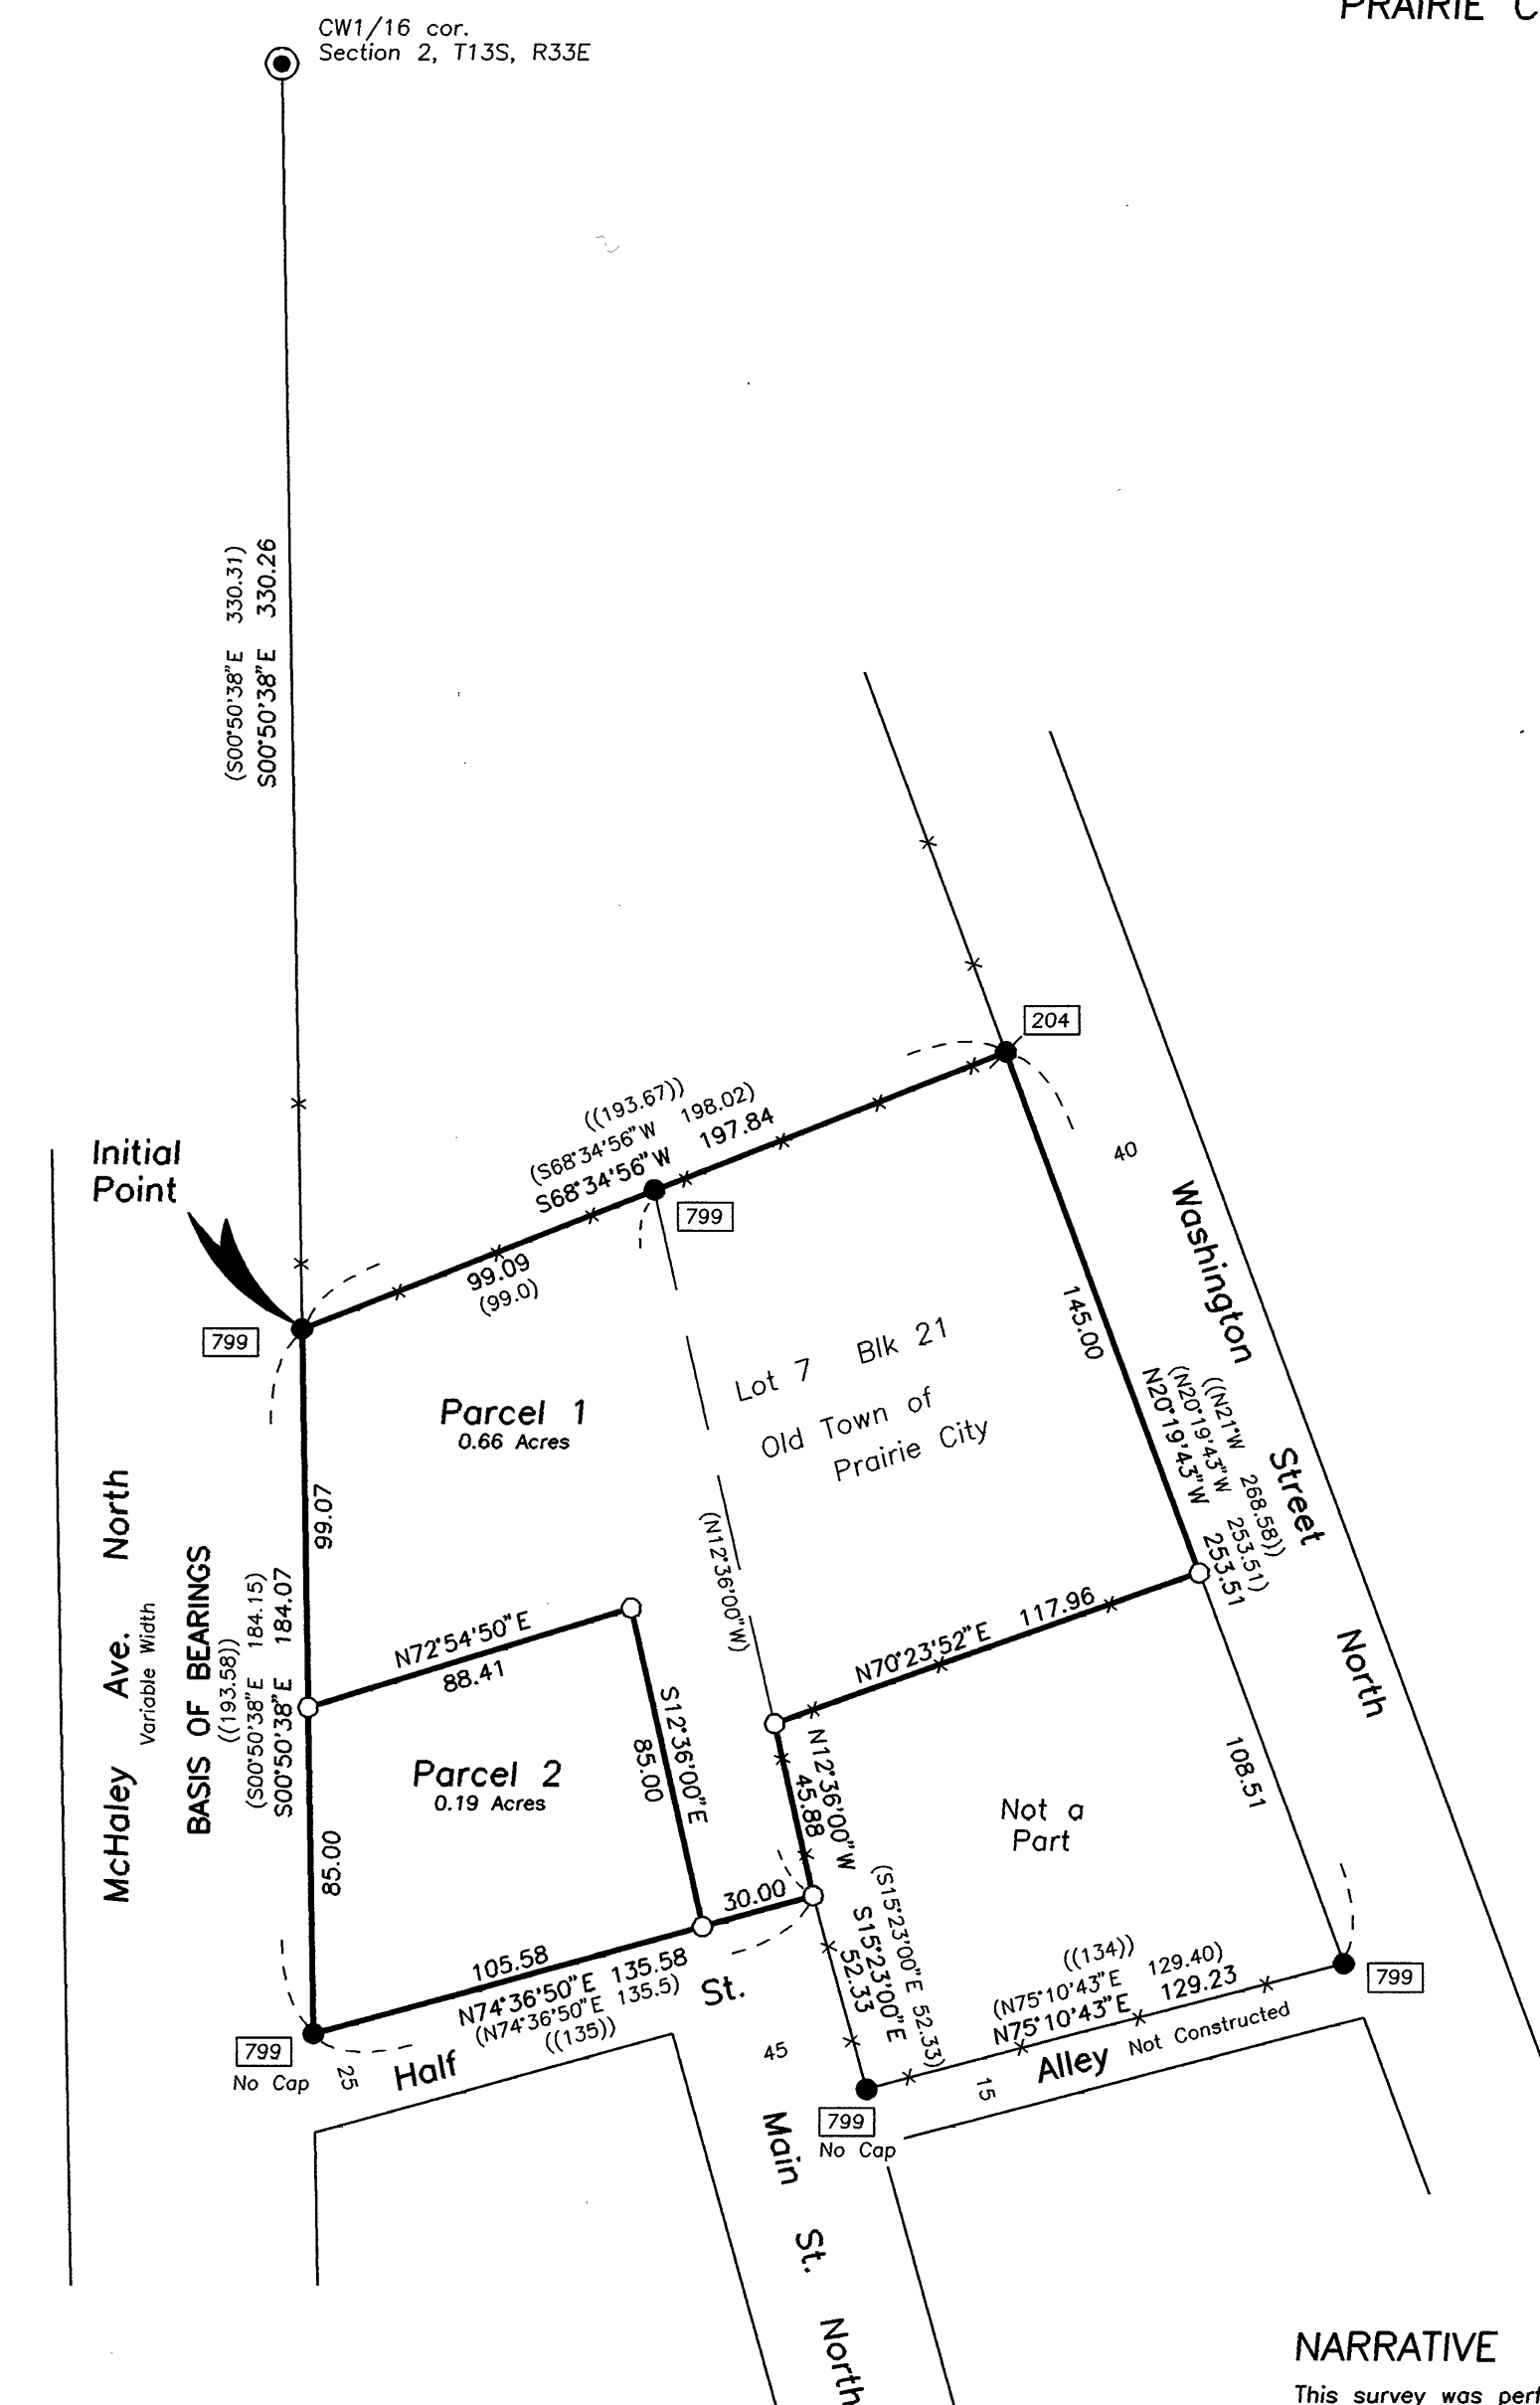 PRAIRIE C
CW1/16 cor.
Section 2, T13S, R33E
(S00°50'38"E 330.31)
S00°50'38"E 330.26
204
((193.67))
(S68°34'56"W 198.02)
S68°34'56"W 197.84
799
99.09
(99.0)
Initial
Point
799
40
Washington
Street
North
145.00
((N21°W 268.58))
(N20°19'43"W 253.51)
N20°19'43"W 253.51
108.51
Lot 7 Blk 21
Old Town of
Prairie City
Parcel 1
0.66 Acres
99.07
(N12°36'00"W)
McHaley Ave. North
Variable Width
BASIS OF BEARINGS
((193.58))
(S00°50'38"E 184.15)
S00°50'38"E 184.07
N72°54'50"E
88.41
S12°36'00"E
85.00
Parcel 2
0.19 Acres
85.00
N70°23'52"E 117.96
N12°36'00"W
45.88
Not a
Part
30.00
105.58
N74°36'50"E 135.58
(N74°36'50"E 135.5)
((135))
Half St.
25
799
No Cap
(S15°23'00"E 52.33)
S15°23'00"E
52.33
45
((134))
(N75°10'43"E 129.40)
N75°10'43"E 129.23
799
Alley Not Constructed
15
799
No Cap
Main St. North
NARRATIVE
This survey was perf